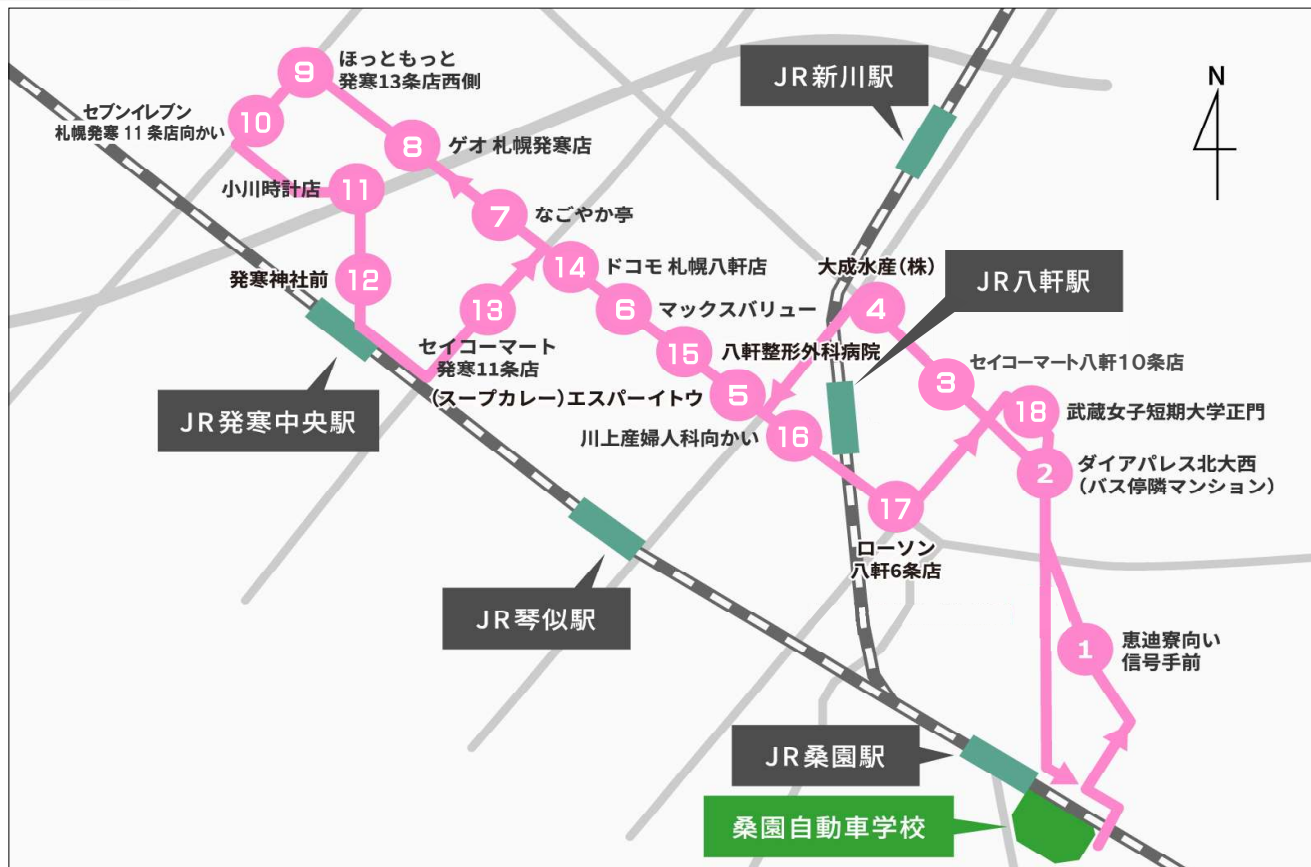 ほっともっと
発寒13条店西側
9
JR新川駅
N
セブンイレブン
札幌発寒 11 条店向かい
10
8
ゲオ 札幌発寒店
小川時計店
11
7
なごやか亭
発寒神社前
12
14
ドコモ 札幌八軒店
大成水産(株)
JR八軒駅
13
6
マックスバリュー
4
セイコーマート
発寒11条店
15
八軒整形外科病院
3
セイコーマート八軒10条店
(スープカレー)エスパーイトウ
5
JR発寒中央駅
18
武蔵女子短期大学正門
川上産婦人科向かい
16
2
ダイアパレス北大西
(バス停隣マンション)
17
ローソン
八軒6条店
JR琴似駅
1
恵迪寮向い
信号手前
JR桑園駅
桑園自動車学校